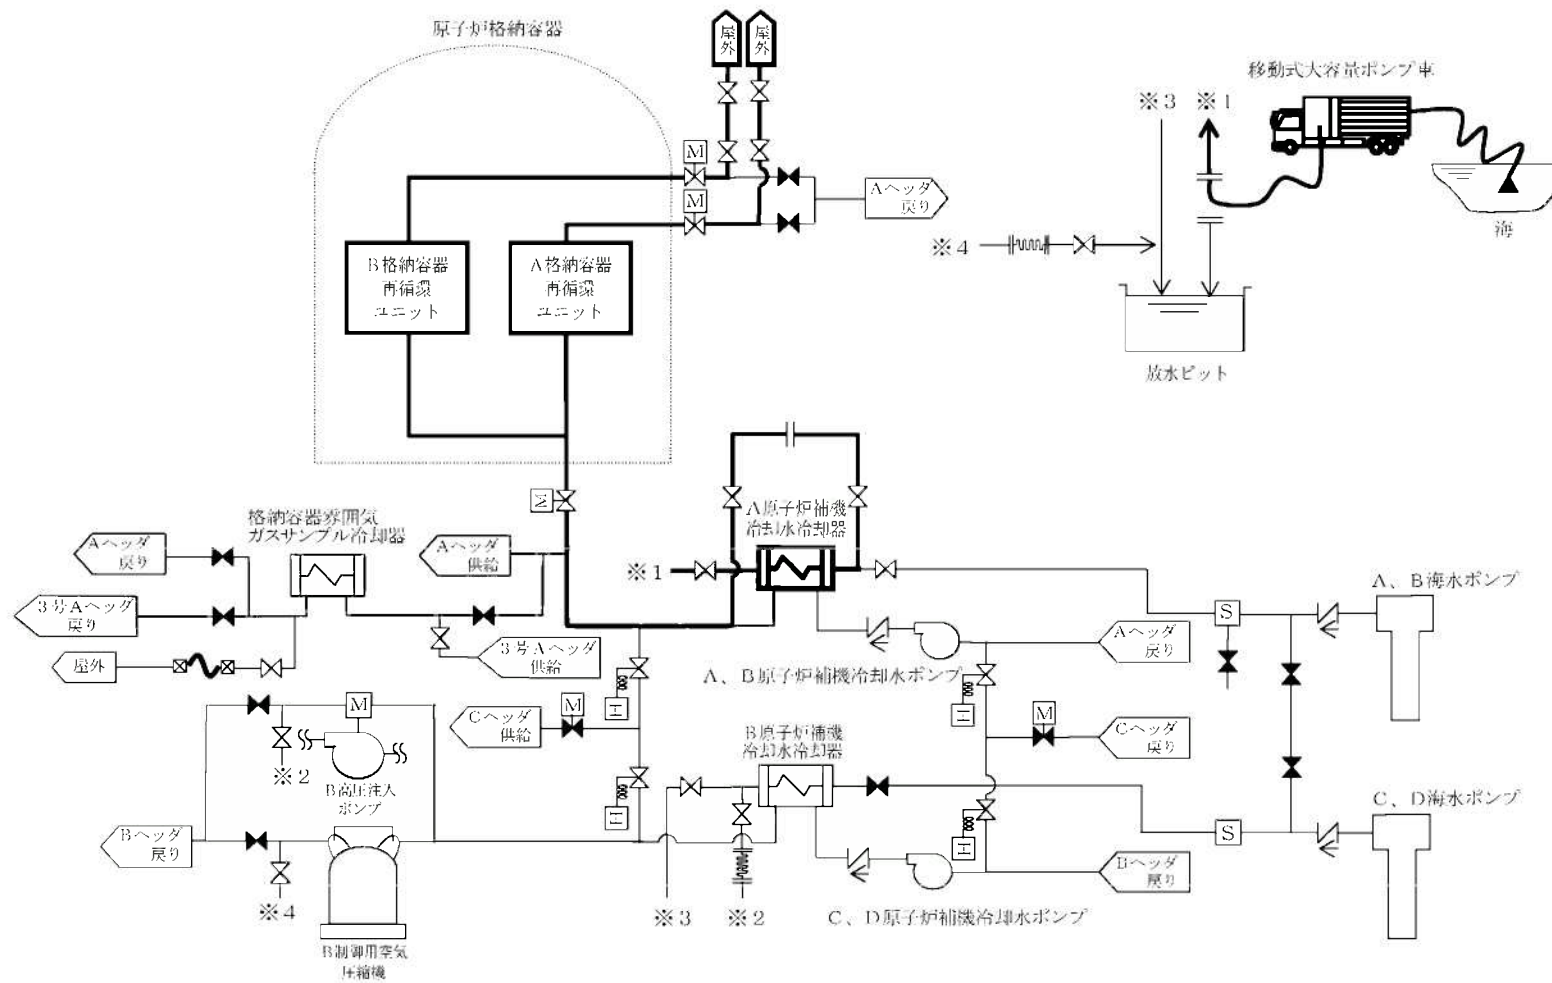 原子炉格納容器
屋外
屋外
移動式大容量ポンプ車
※3
※1
M
M
Aヘッダ
戻り
海
※4
B格納容器
再循環
ユニット
A格納容器
再循環
ユニット
放水ピット
M
格納容器雰囲気
ガスサンプル冷却器
A原子炉補機
冷却水冷却器
Aヘッダ
戻り
Aヘッダ
供給
※1
A、B海水ポンプ
3号Aヘッダ
戻り
S
屋外
3号Aヘッダ
供給
Aヘッダ
戻り
A、B原子炉補機冷却水ポンプ
H
H
M
M
M
Cヘッダ
供給
B原子炉補機
冷却水冷却器
Cヘッダ
戻り
※2
B高圧注入
ポンプ
C、D海水ポンプ
H
H
S
Bヘッダ
戻り
Bヘッダ
戻り
※4
※3
※2
C、D原子炉補機冷却水ポンプ
B制御用空気
圧縮機